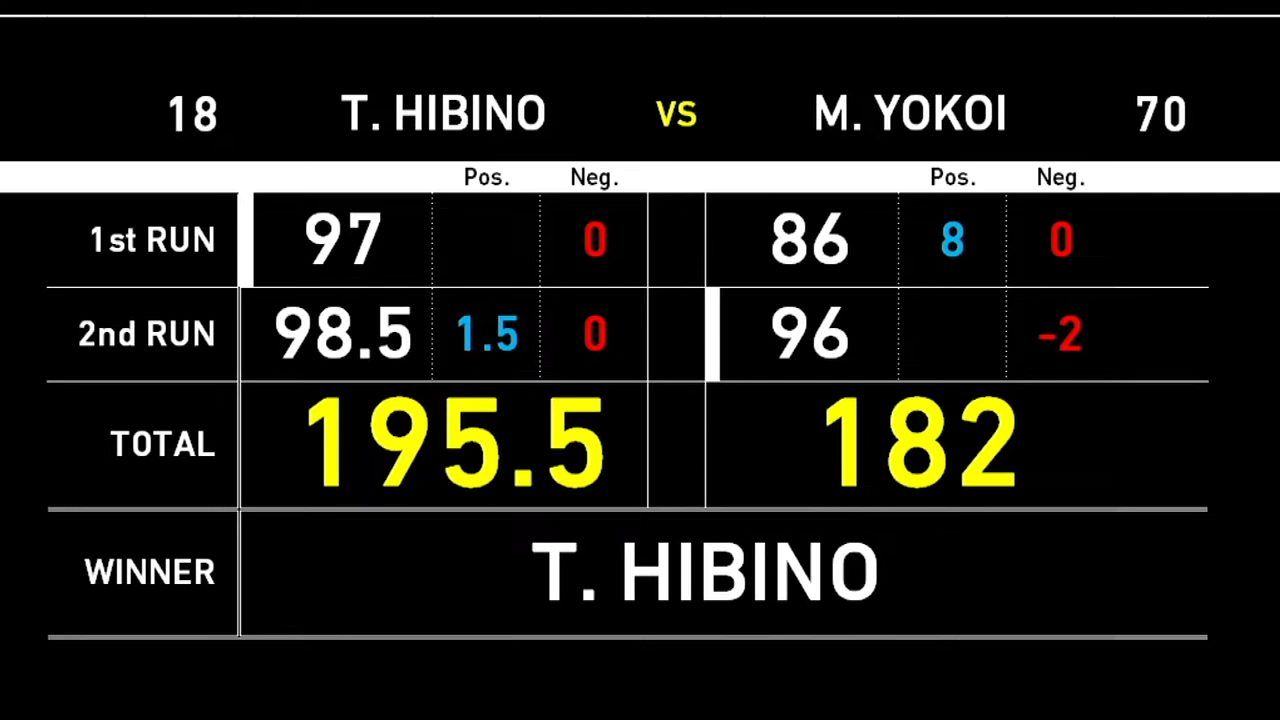 18 T. HIBINO VS M. YOKOI 70
Pos. Neg. Pos. Neg.
1st RUN 97 0 86 8 0
2nd RUN 98.5 1.5 0 96 -2
TOTAL 195.5 182
WINNER T. HIBINO